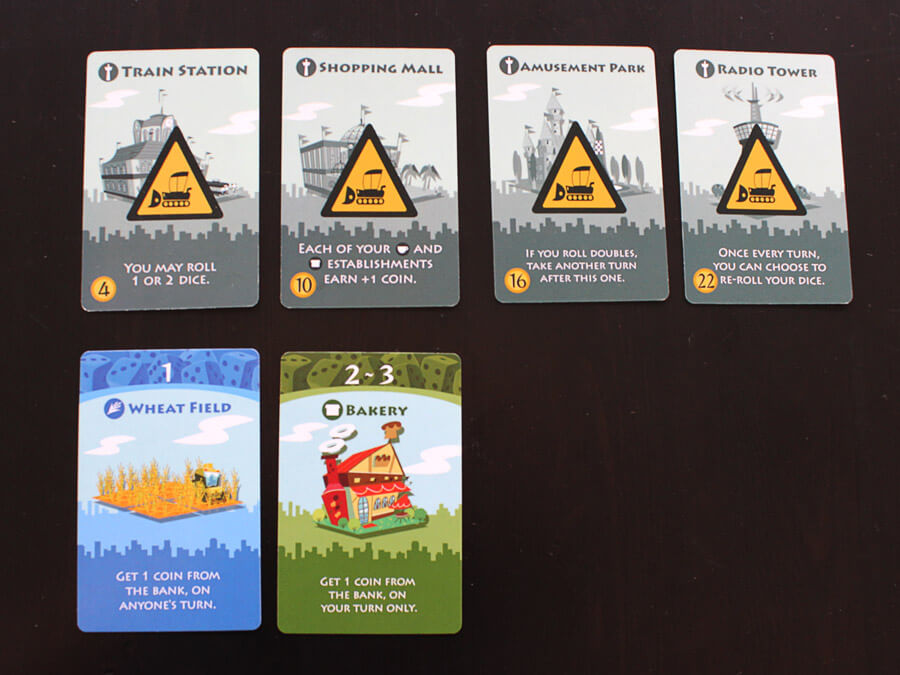 TRAIN STATION
YOU MAY ROLL
1 OR 2 DICE.
4
SHOPPING MALL
EACH OF YOUR AND
ESTABLISHMENTS
EARN +1 COIN.
10
AMUSEMENT PARK
IF YOU ROLL DOUBLES,
TAKE ANOTHER TURN
AFTER THIS ONE.
16
RADIO TOWER
ONCE EVERY TURN,
YOU CAN CHOOSE TO
RE-ROLL YOUR DICE.
22
1
WHEAT FIELD
GET 1 COIN FROM
THE BANK, ON
ANYONE'S TURN.
2~3
BAKERY
GET 1 COIN FROM
THE BANK, ON
YOUR TURN ONLY.